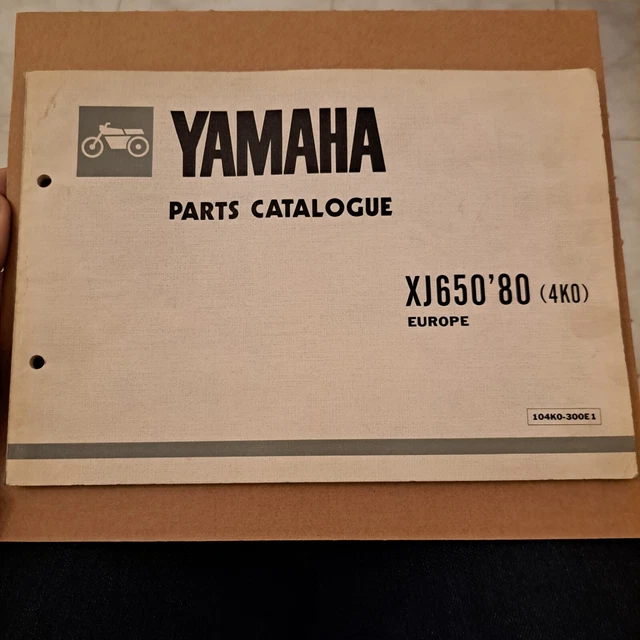 YAMAHA
PARTS CATALOGUE
XJ650'80 (4K0)
EUROPE
104K0-300E1